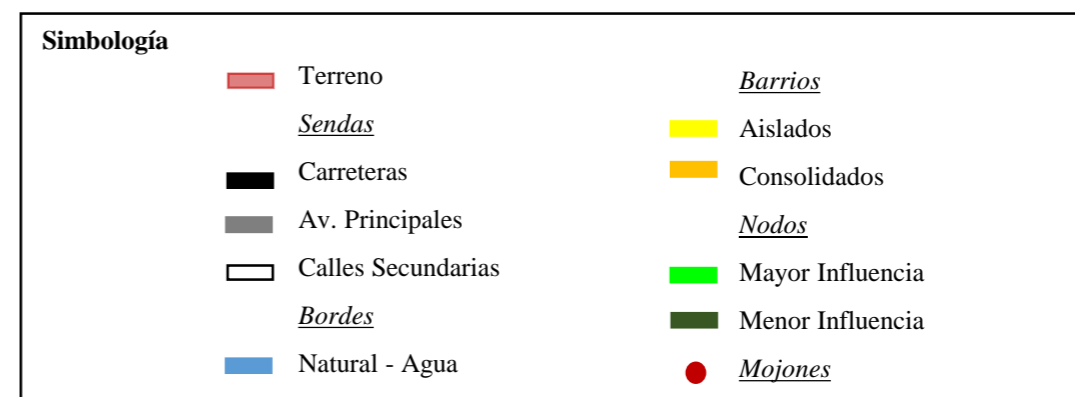 Simbología
Terreno
Sendas
Carreteras
Av. Principales
Calles Secundarias
Bordes
Natural - Agua
Barrios
Aislados
Consolidados
Nodos
Mayor Influencia
Menor Influencia
Mojones